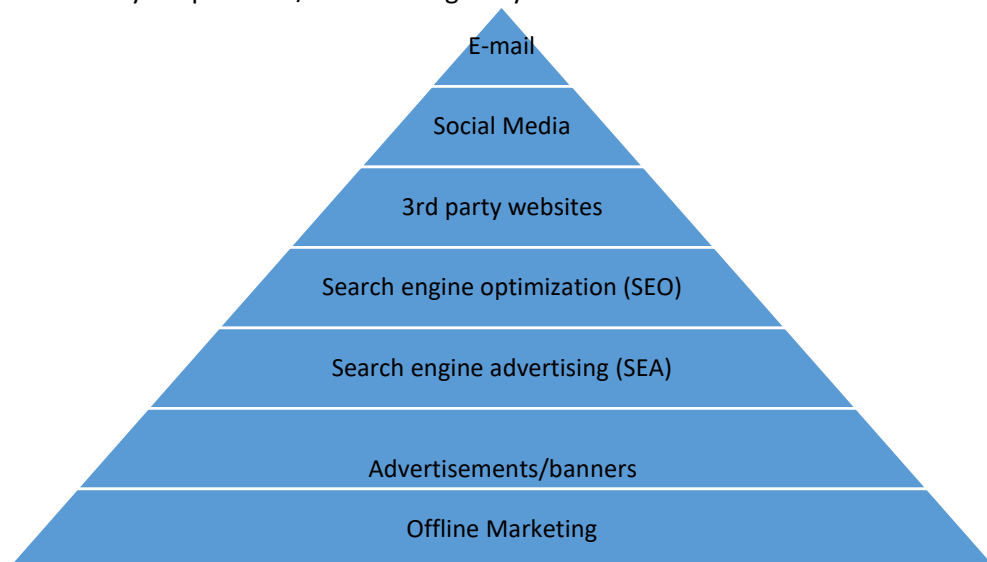 E-mail
Social Media
3rd party websites
Search engine optimization (SEO)
Search engine advertising (SEA)
Advertisements/banners
Offline Marketing